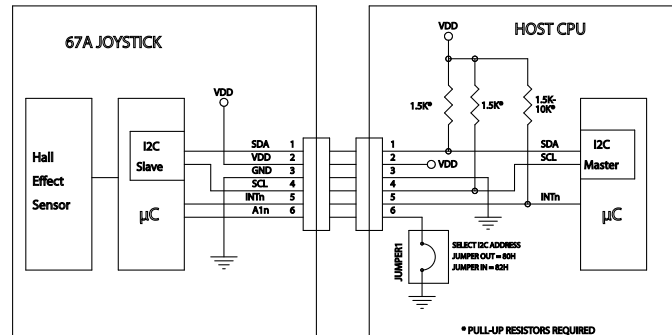 67A JOYSTICK
HOST CPU
VDD
VDD
1.5K*
1.5K*
1.5K-
10K*
Hall
Effect
Sensor
I2C
Slave
µC
SDA 1
VDD 2
GND 3
SCL 4
INTn 5
A1n 6
1
2
3
4
5
6
VDD
SDA
SCL
INTn
I2C
Master
µC
JUMPER1
SELECT I2C ADDRESS
JUMPER OUT = 80H
JUMPER IN = 82H
* PULL-UP RESISTORS REQUIRED